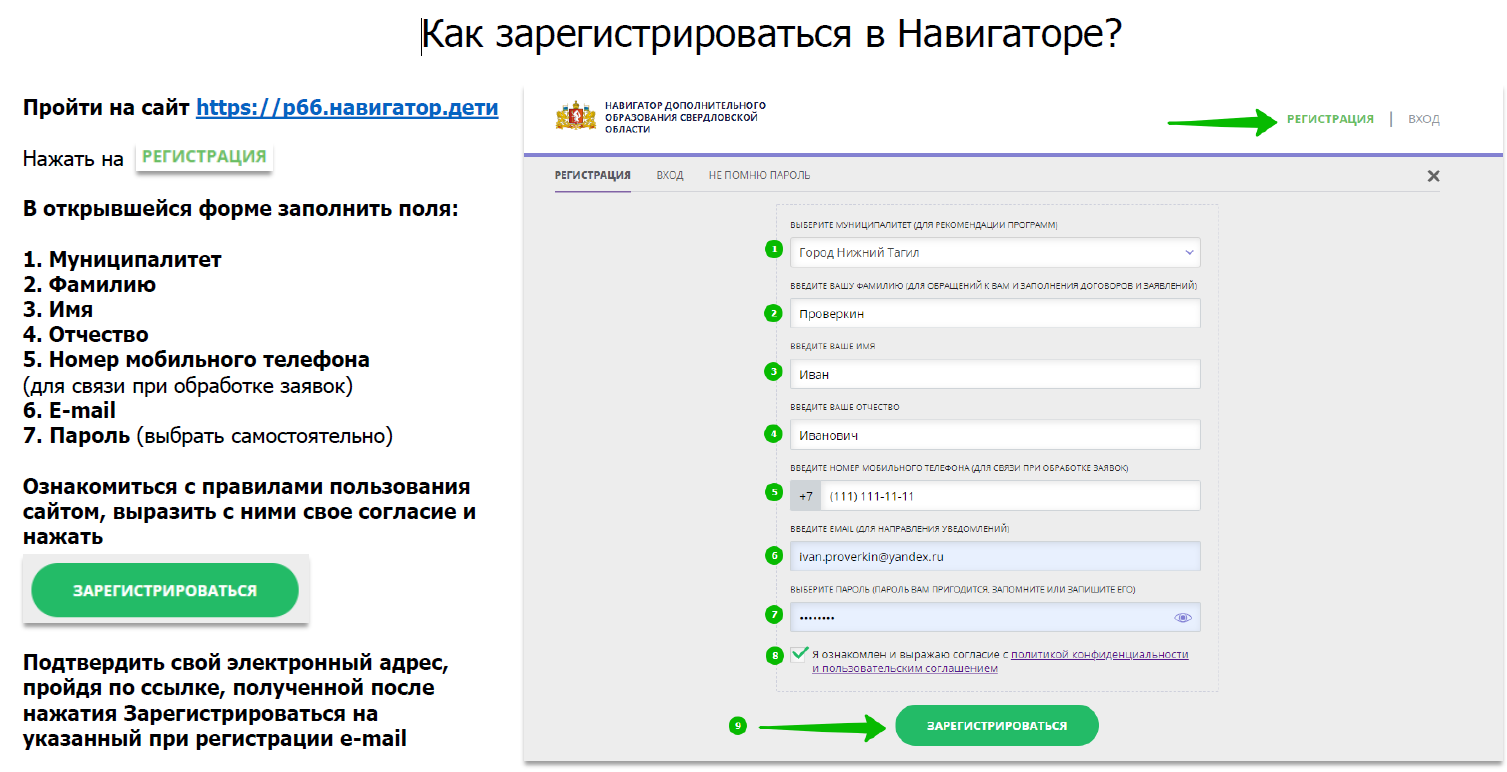 Как зарегистрироваться в Навигаторе?
Пройти на сайт https://р66.навигатор.дети
Нажать на РЕГИСТРАЦИЯ
В открывшейся форме заполнить поля:
1. Муниципалитет
2. Фамилию
3. Имя
4. Отчество
5. Номер мобильного телефона
(для связи при обработке заявок)
6. E-mail
7. Пароль (выбрать самостоятельно)
Ознакомиться с правилами пользования
сайтом, выразить с ними свое согласие и
нажать
ЗАРЕГИСТРИРОВАТЬСЯ
Подтвердить свой электронный адрес,
пройдя по ссылке, полученной после
нажатия Зарегистрироваться на
указанный при регистрации e-mail
НАВИГАТОР ДОПОЛНИТЕЛЬНОГО
ОБРАЗОВАНИЯ СВЕРДЛОВСКОЙ
ОБЛАСТИ
РЕГИСТРАЦИЯ | ВХОД
РЕГИСТРАЦИЯ ВХОД НЕ ПОМНЮ ПАРОЛЬ
ВЫБЕРИТЕ МУНИЦИПАЛИТЕТ (ДЛЯ РЕКОМЕНДАЦИИ ПРОГРАММ)
1 Город Нижний Тагил
ВВЕДИТЕ ВАШУ ФАМИЛИЮ (ДЛЯ ОБРАЩЕНИЙ К ВАМ И ЗАПОЛНЕНИЯ ДОГОВОРОВ И ЗАЯВЛЕНИЙ)
2 Проверкин
ВВЕДИТЕ ВАШЕ ИМЯ
3 Иван
ВВЕДИТЕ ВАШЕ ОТЧЕСТВО
4 Иванович
ВВЕДИТЕ НОМЕР МОБИЛЬНОГО ТЕЛЕФОНА (ДЛЯ СВЯЗИ ПРИ ОБРАБОТКЕ ЗАЯВОК)
5 +7 (111) 111-11-11
ВВЕДИТЕ EMAIL (ДЛЯ НАПРАВЛЕНИЯ УВЕДОМЛЕНИЙ)
6 ivan.proverkin@yandex.ru
ВЫБЕРИТЕ ПАРОЛЬ (ПАРОЛЬ ВАМ ПРИГОДИТСЯ, ЗАПОМНИТЕ ИЛИ ЗАПИШИТЕ ЕГО)
7 ••••••••
8 Я ознакомлен и выражаю согласие с политикой конфиденциальности
и пользовательским соглашением
9 ЗАРЕГИСТРИРОВАТЬСЯ